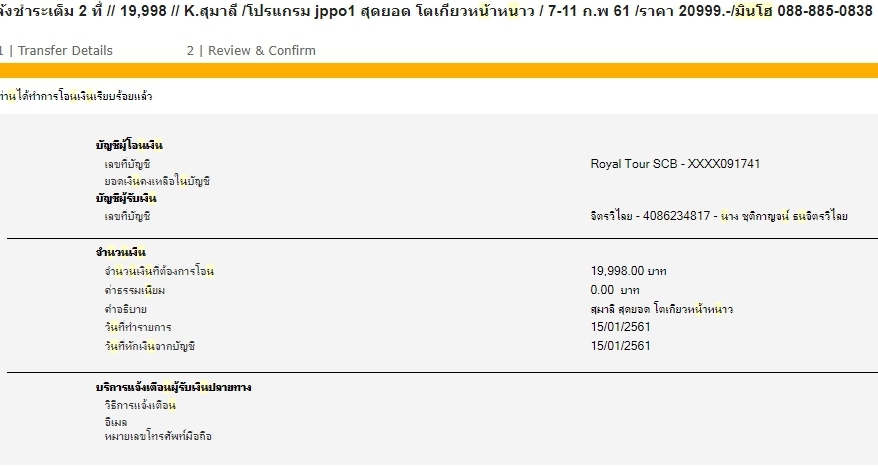 จ้งชำระเต็ม 2 ที่ // 19,998 // K.สุมาลี /โปรแกรม jppo1 สุดยอด โตเกียวหน้าหนาว / 7-11 ก.พ 61 /ราคา 20999.-/มินโฮ 088-885-0838
1 | Transfer Details 2 | Review & Confirm
ท่านได้ทำการโอนเงินเรียบร้อยแล้ว
บัญชีผู้โอนเงิน
เลขที่บัญชี Royal Tour SCB - XXXX091741
ยอดเงินคงเหลือในบัญชี
บัญชีผู้รับเงิน
เลขที่บัญชี จิตรวิไลย - 4086234817 - นาง ชุติกาญจน์ ธนจิตรวิไลย
จำนวนเงิน
จำนวนเงินที่ต้องการโอน 19,998.00 บาท
ค่าธรรมเนียม 0.00 บาท
คำอธิบาย สุมาลี สุดยอด โตเกียวหน้าหนาว
วันที่ทำรายการ 15/01/2561
วันที่หักเงินจากบัญชี 15/01/2561
บริการแจ้งเตือนผู้รับเงินปลายทาง
วิธีการแจ้งเตือน
อีเมล
หมายเลขโทรศัพท์มือถือ